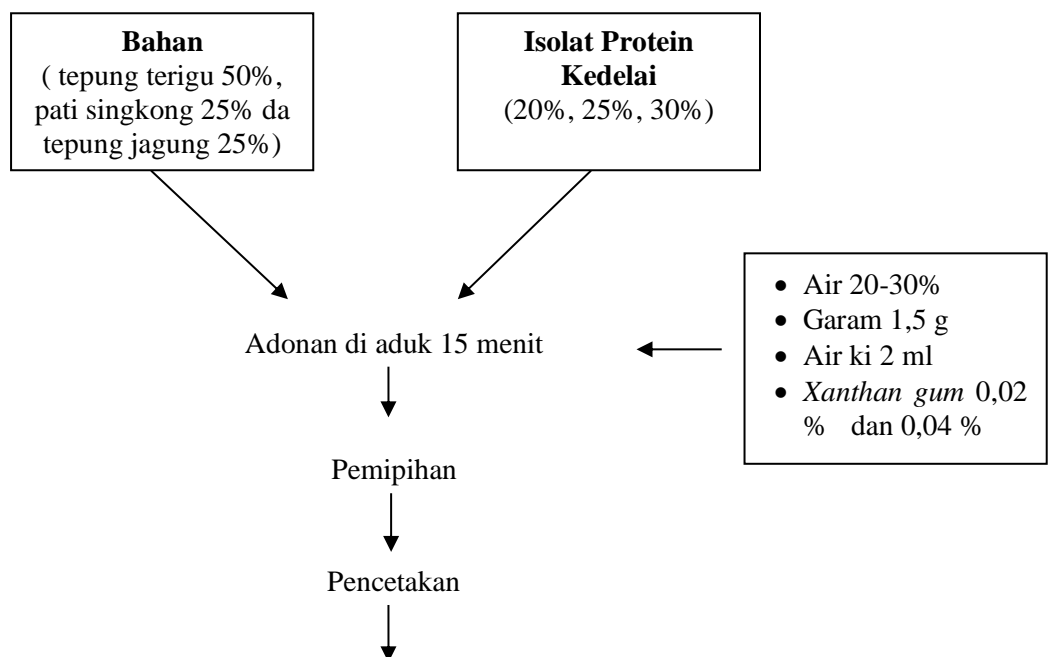 Bahan
( tepung terigu 50%,
pati singkong 25% da
tepung jagung 25%)
Isolat Protein
Kedelai
(20%, 25%, 30%)
• Air 20-30%
• Garam 1,5 g
• Air ki 2 ml
• Xanthan gum 0,02
% dan 0,04 %
Adonan di aduk 15 menit
Pemipihan
Pencetakan